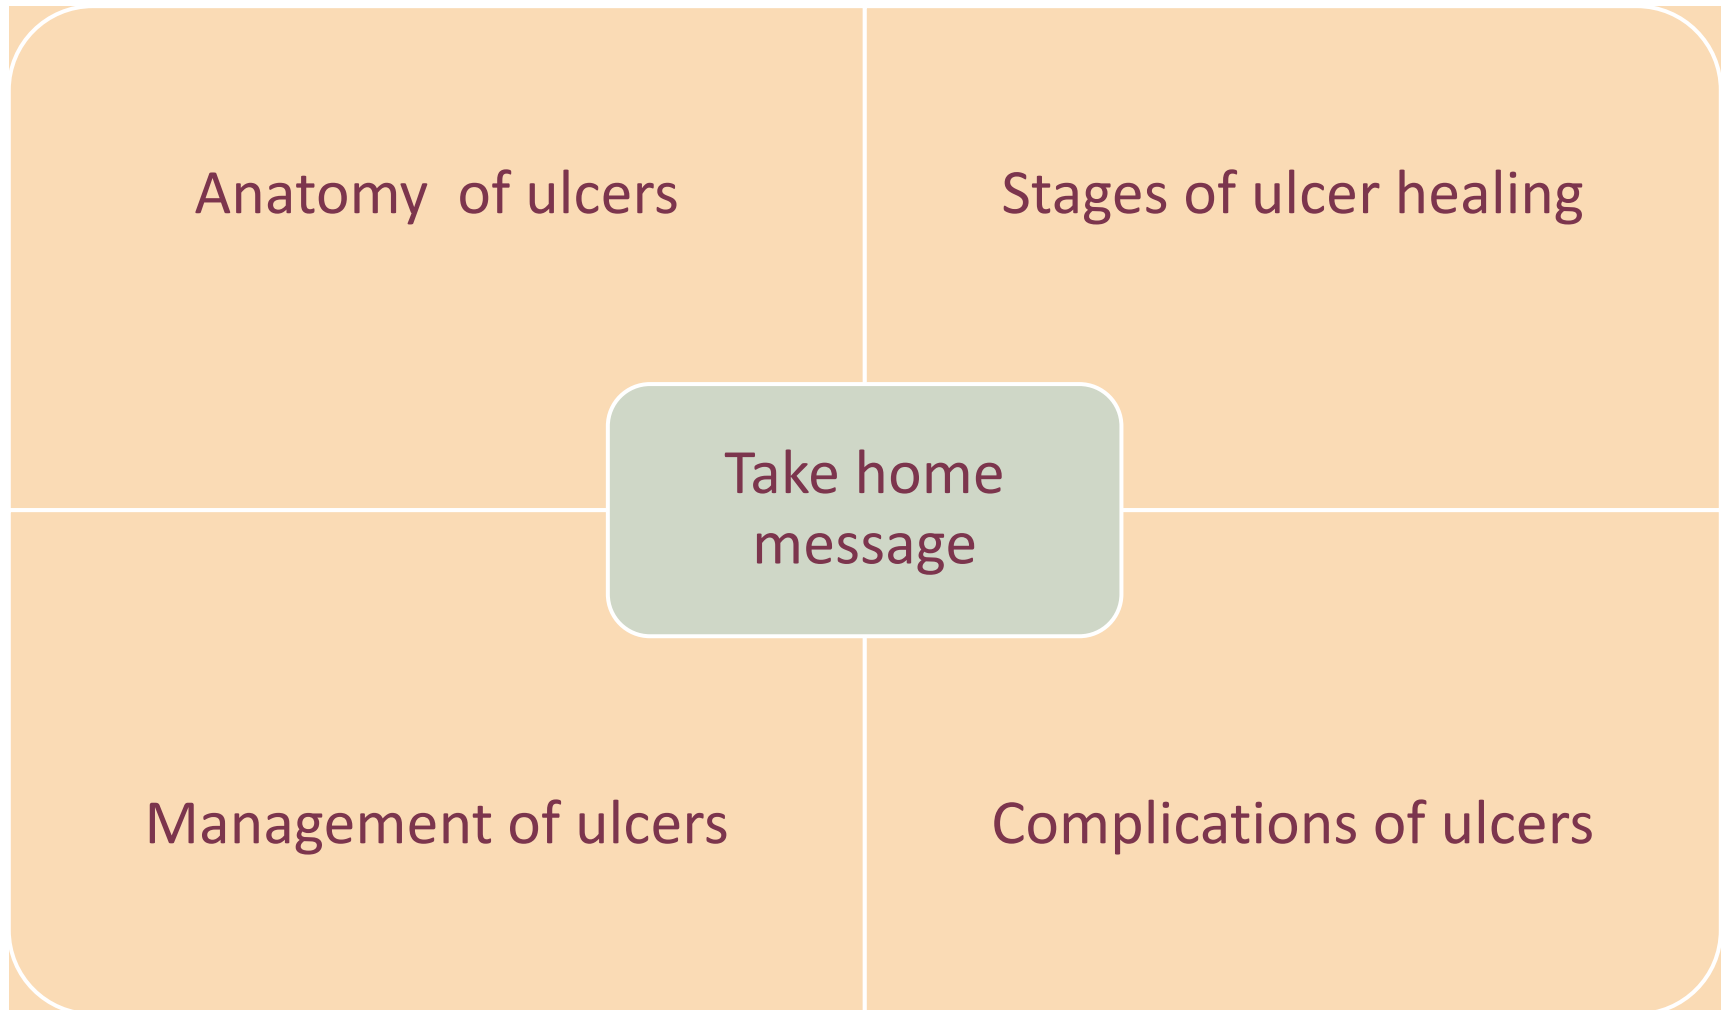 Anatomy  of ulcers
Stages of ulcer healing
Take home
message
Management of ulcers
Complications of ulcers